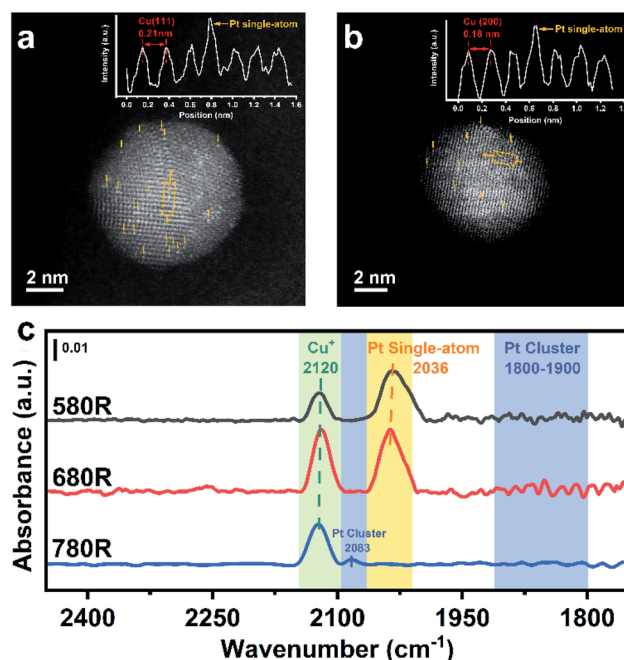 a
Cu(111)
0.21nm
Pt single-atom
Intensity (a.u.)
0.0 0.2 0.4 0.6 0.8 1.0 1.2 1.4 1.6
Position (nm)
2 nm
b
Cu (200)
0.18 nm
Pt single-atom
Intensity (a.u.)
0.0 0.2 0.4 0.6 0.8 1.0 1.2
Position (nm)
2 nm
c
0.01
Cu+
2120
Pt Single-atom
2036
Pt Cluster
1800-1900
580R
680R
780R
Pt Cluster
2083
Absorbance (a.u.)
2400 2250 2100 1950 1800
Wavenumber (cm-1)